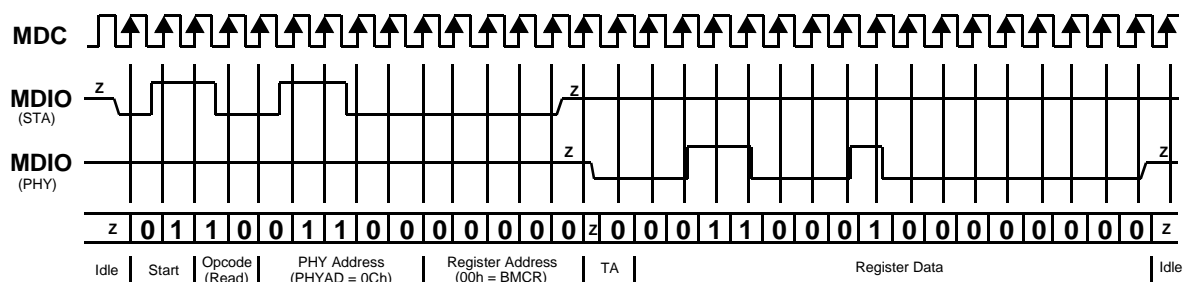 MDC
z
z
MDIO
(STA)
z
z
MDIO
(PHY)
z 0 1 1 0 0 1 1 0 0 0 0 0 0 0 z 0 0 0 1 1 0 0 0 1 0 0 0 0 0 0 0 0 z
Idle Start Opcode (Read) PHY Address (PHYAD = 0Ch) Register Address (00h = BMCR) TA Register Data Idle